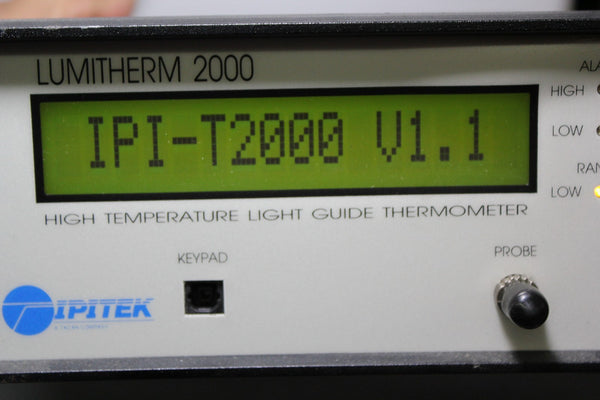 LUMITHERM 2000
IPI-T2000 V1.1
HIGH TEMPERATURE LIGHT GUIDE THERMOMETER
HIGH
LOW
LOW
KEYPAD
PROBE
IPITEK